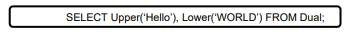 SELECT Upper(‘Hello’), Lower(‘WORLD’) FROM Dual;